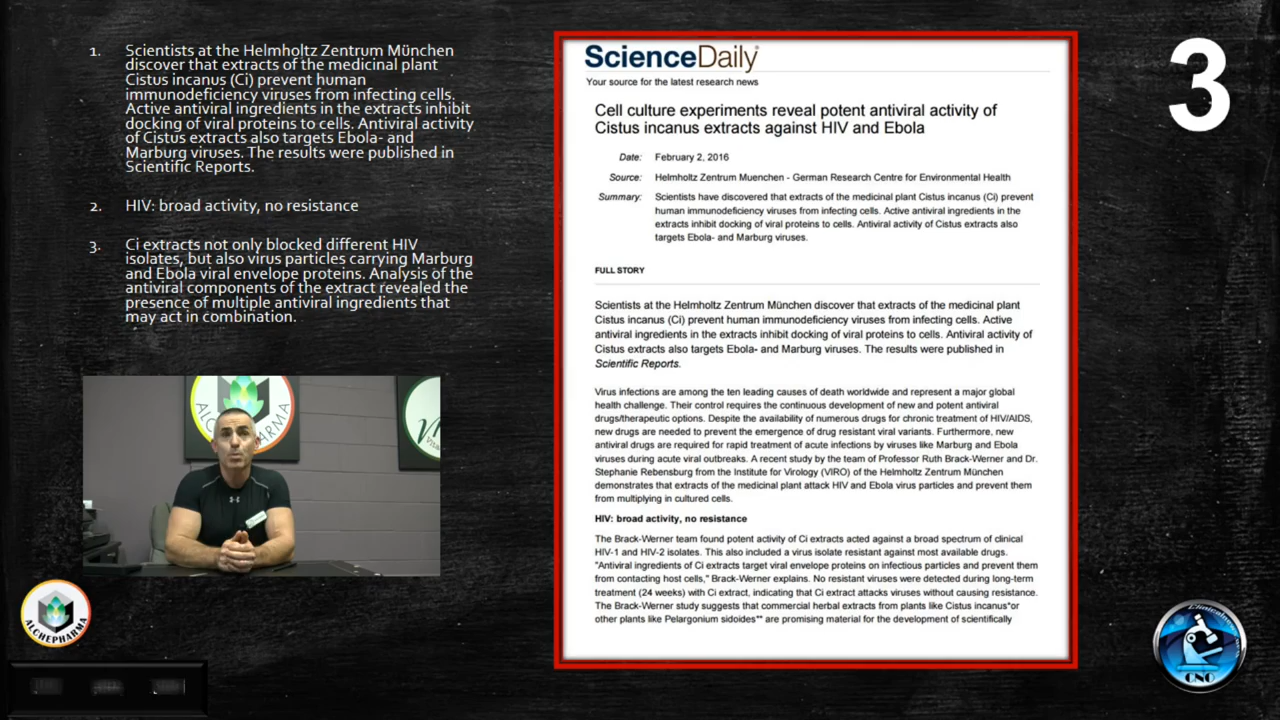 1. Scientists at the Helmholtz Zentrum München
discover that extracts of the medicinal plant
Cistus incanus (Ci) prevent human
immunodeficiency viruses from infecting cells.
Active antiviral ingredients in the extracts inhibit
docking of viral proteins to cells. Antiviral activity
of Cistus extracts also targets Ebola- and
Marburg viruses. The results were published in
Scientific Reports.
2. HIV: broad activity, no resistance
3. Ci extracts not only blocked different HIV
isolates, but also virus particles carrying Marburg
and Ebola viral envelope proteins. Analysis of the
antiviral components of the extract revealed the
presence of multiple antiviral ingredients that
may act in combination.
ALCHEPHARMA
ScienceDaily
Your source for the latest research news
Cell culture experiments reveal potent antiviral activity of
Cistus incanus extracts against HIV and Ebola
Date: February 2, 2016
Source: Helmholtz Zentrum Muenchen - German Research Centre for Environmental Health
Summary: Scientists have discovered that extracts of the medicinal plant Cistus incanus (Ci) prevent
human immunodeficiency viruses from infecting cells. Active antiviral ingredients in the
extracts inhibit docking of viral proteins to cells. Antiviral activity of Cistus extracts also
targets Ebola- and Marburg viruses.
FULL STORY
Scientists at the Helmholtz Zentrum München discover that extracts of the medicinal plant
Cistus incanus (Ci) prevent human immunodeficiency viruses from infecting cells. Active
antiviral ingredients in the extracts inhibit docking of viral proteins to cells. Antiviral activity of
Cistus extracts also targets Ebola- and Marburg viruses. The results were published in
Scientific Reports.
Virus infections are among the ten leading causes of death worldwide and represent a major global
health challenge. Their control requires the continuous development of new and potent antiviral
drugs/therapeutic options. Despite the availability of numerous drugs for chronic treatment of HIV/AIDS,
new drugs are needed to prevent the emergence of drug resistant viral variants. Furthermore, new
antiviral drugs are required for rapid treatment of acute infections by viruses like Marburg and Ebola
viruses during acute viral outbreaks. A recent study by the team of Professor Ruth Brack-Werner and Dr.
Stephanie Rebensburg from the Institute for Virology (VIRO) of the Helmholtz Zentrum München
demonstrates that extracts of the medicinal plant attack HIV and Ebola virus particles and prevent them
from multiplying in cultured cells.
HIV: broad activity, no resistance
The Brack-Werner team found potent activity of Ci extracts acted against a broad spectrum of clinical
HIV-1 and HIV-2 isolates. This also included a virus isolate resistant against most available drugs.
"Antiviral ingredients of Ci extracts target viral envelope proteins on infectious particles and prevent them
from contacting host cells," Brack-Werner explains. No resistant viruses were detected during long-term
treatment (24 weeks) with Ci extract, indicating that Ci extract attacks viruses without causing resistance.
The Brack-Werner study suggests that commercial herbal extracts from plants like Cistus incanus*or
other plants like Pelargonium sidoides** are promising material for the development of scientifically
3
ALCHEPHARMA
CNO